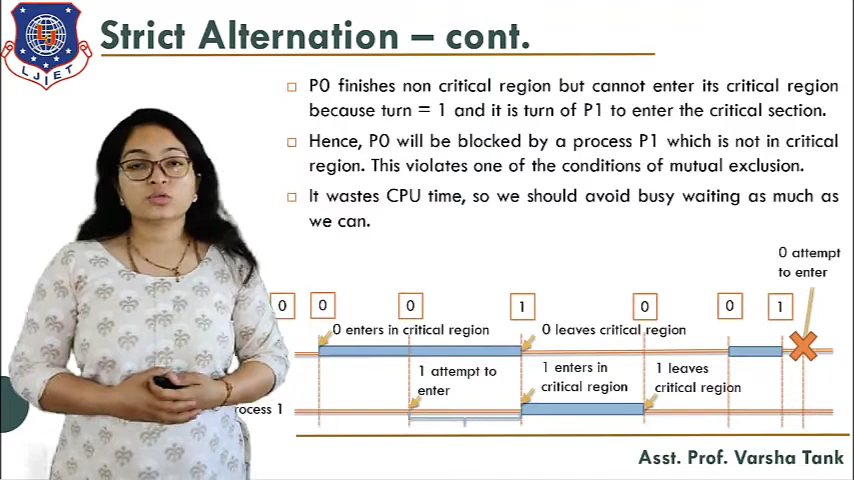 Strict Alternation – cont.
LJIET
P0 finishes non critical region but cannot enter its critical region
because turn = 1 and it is turn of P1 to enter the critical section.
Hence, P0 will be blocked by a process P1 which is not in critical
region. This violates one of the conditions of mutual exclusion.
It wastes CPU time, so we should avoid busy waiting as much as
we can.
0 attempt
to enter
0 0 0 1 0 0 1
0 enters in critical region 0 leaves critical region
1 attempt to
enter
1 enters in
critical region
1 leaves
critical region
rocess 1
Asst. Prof. Varsha Tank